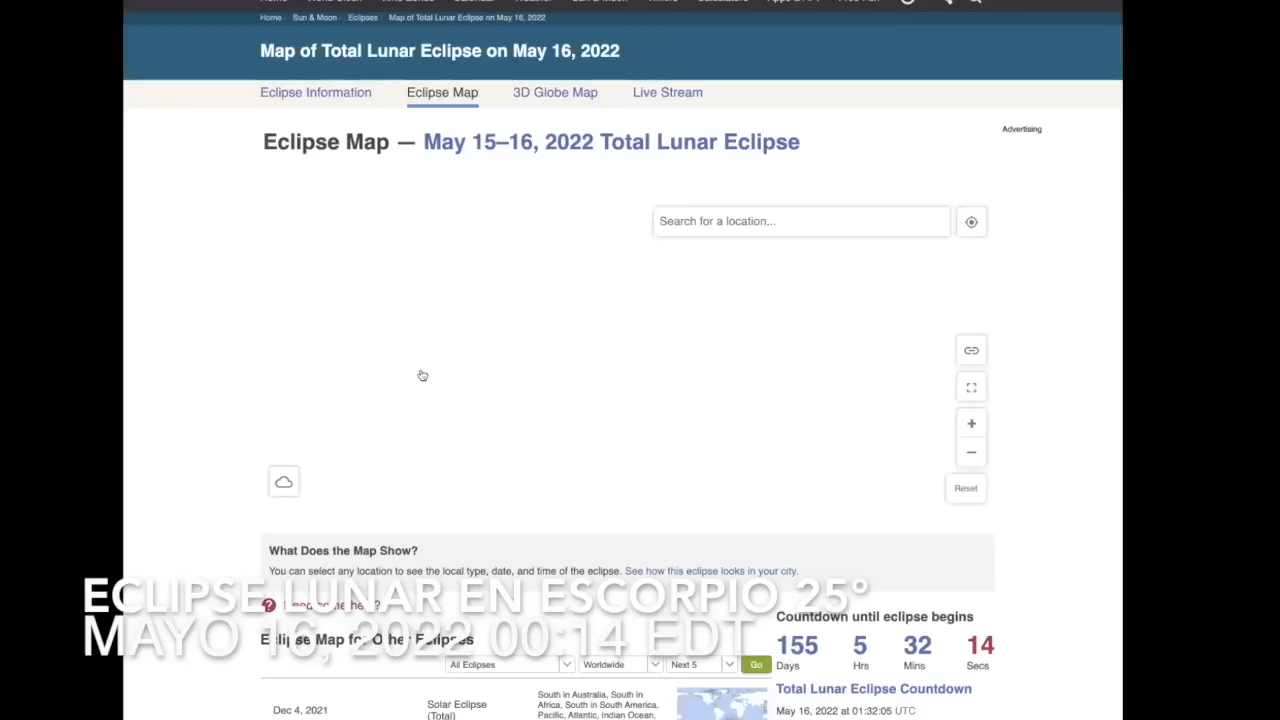 Home Sun & Moon Eclipses Map of Total Lunar Eclipse on May 16, 2022
Map of Total Lunar Eclipse on May 16, 2022
Eclipse Information Eclipse Map 3D Globe Map Live Stream
Advertising
Eclipse Map — May 15–16, 2022 Total Lunar Eclipse
Search for a location...
Reset
What Does the Map Show?
You can select any location to see the local type, date, and time of the eclipse. See how this eclipse looks in your city.
ECLIPSE LUNAR EN ESCORPIO 25°
MAYO 16, 2022 00:14 EDT
Eclipse Map for Other Eclipses
All Eclipses Worldwide Next 5 Go
Dec 4, 2021
Solar Eclipse
(Total)
South in Australia, South in
Africa, South in South America,
Pacific, Atlantic, Indian Ocean,
Countdown until eclipse begins
155 5 32 14
Days Hrs Mins Secs
Total Lunar Eclipse Countdown
May 16, 2022 at 01:32:05 UTC